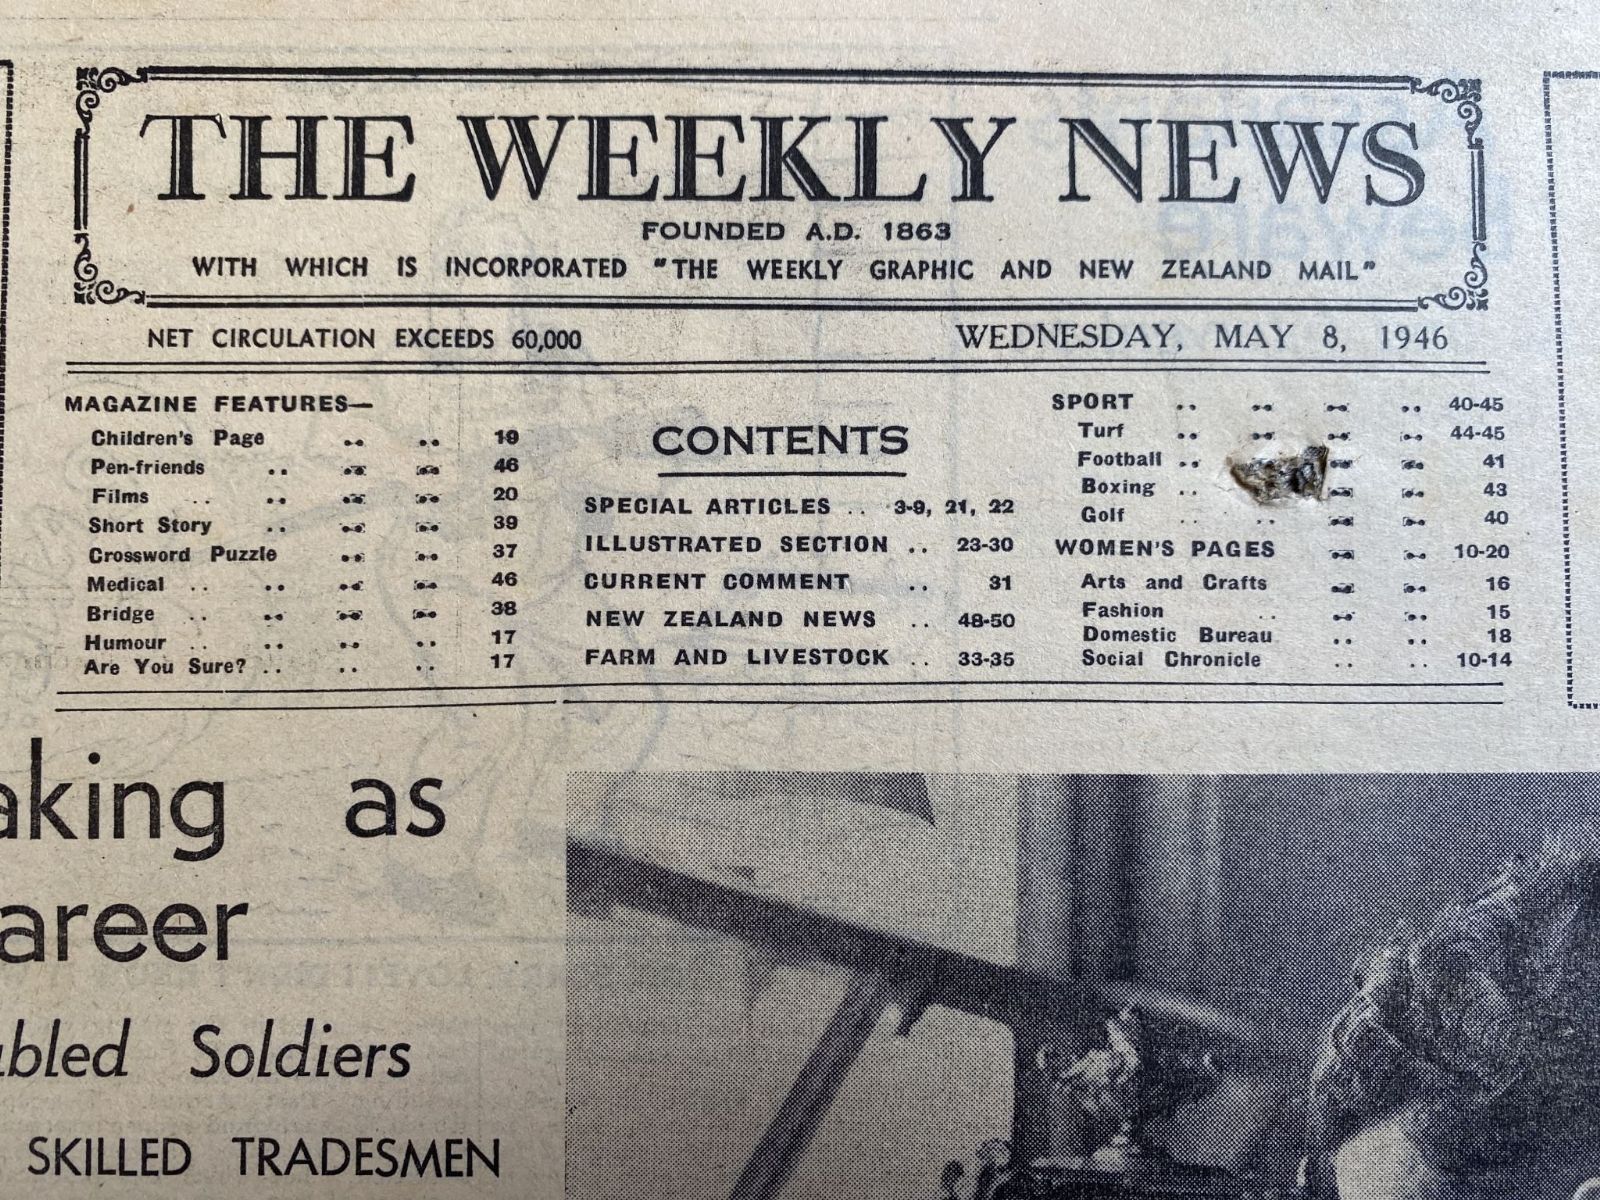 THE WEEKLY NEWS
FOUNDED A.D. 1863
WITH WHICH IS INCORPORATED "THE WEEKLY GRAPHIC AND NEW ZEALAND MAIL"
NET CIRCULATION EXCEEDS 60,000
WEDNESDAY, MAY 8, 1946
MAGAZINE FEATURES—
Children's Page .. .. 19
Pen-friends .. .. .. 46
Films .. .. .. .. 20
Short Story .. .. .. 39
Crossword Puzzle .. .. 37
Medical .. .. .. .. 46
Bridge .. .. .. .. 38
Humour .. .. .. .. 17
Are You Sure? .. .. .. 17
CONTENTS
SPECIAL ARTICLES .. 3-9, 21, 22
ILLUSTRATED SECTION .. 23-30
CURRENT COMMENT .. 31
NEW ZEALAND NEWS .. 48-50
FARM AND LIVESTOCK .. 33-35
SPORT .. .. .. .. 40-45
Turf .. .. .. .. 44-45
Football .. .. .. 41
Boxing .. .. .. 43
Golf .. .. .. .. 40
WOMEN'S PAGES .. .. 10-20
Arts and Crafts .. .. 16
Fashion .. .. .. 15
Domestic Bureau .. .. 18
Social Chronicle .. .. 10-14
aking as
areer
bled Soldiers
SKILLED TRADESMEN